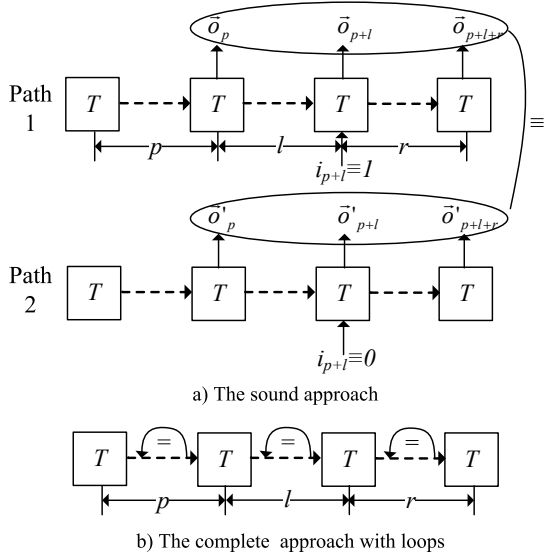 o⃗ₚ o⃗ₚ₊ₗ o⃗ₚ₊ₗ₊ᵣ
Path 1
T T T T
≡
p l r
iₚ₊ₗ≡1
o⃗'ₚ o⃗'ₚ₊ₗ o⃗'ₚ₊ₗ₊ᵣ
Path 2
T T T T
iₚ₊ₗ≡0
a) The sound approach
= = =
T T T T
p l r
b) The complete approach with loops